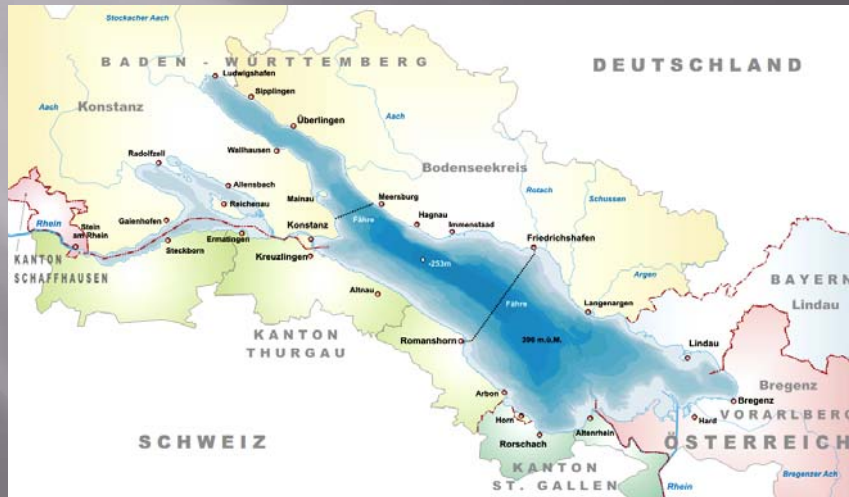 Stockacher Aach
BADEN - WÜRTTEMBERG
DEUTSCHLAND
Ludwigshafen
Sipplingen
Aach
Konstanz
Überlingen
Aach
Wallhausen
Radolfzell
Bodenseekreis
Allensbach
Mainau
Meersburg
Rotach
Schussen
Reichenau
Gaienhofen
Fähre
Hagnau
Immenstaad
Rhein
Stein
am Rhein
Konstanz
Friedrichshafen
Ermatingen
Steckborn
Kreuzlingen
KANTON
SCHAFFHAUSEN
-253m
Argen
BAYERN
Lindau
Altnau
Fähre
Langenargen
KANTON
THURGAU
Romanshorn
396 m.ü.M.
Lindau
Bregenz
Arbon
Bregenz
VORARLBERG
Horn
Hard
Altenrhein
SCHWEIZ
Rorschach
ÖSTERREICH
KANTON
ST. GALLEN
Rhein
Bregenzer Ach